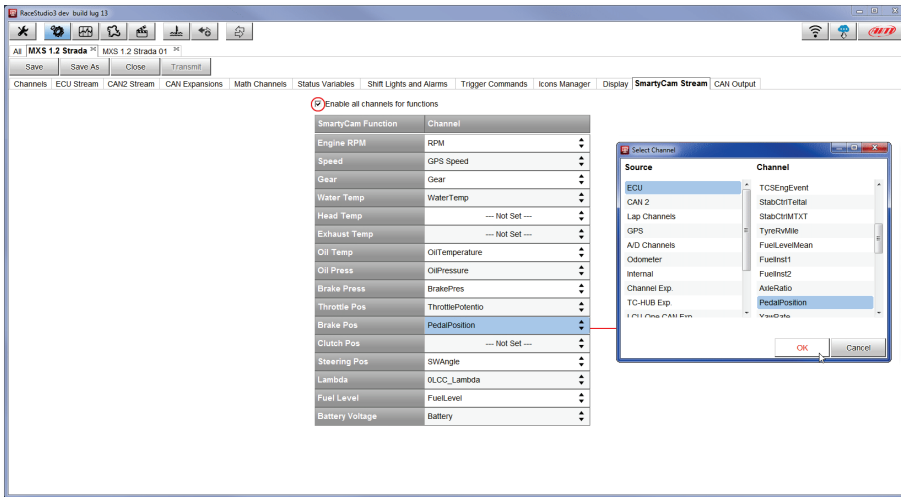 RaceStudio3 dev build lug 13
All MXS 1.2 Strada MXS 1.2 Strada 01
Save Save As Close Transmit
Channels ECU Stream CAN2 Stream CAN Expansions Math Channels Status Variables Shift Lights and Alarms Trigger Commands Icons Manager Display SmartyCam Stream CAN Output
Enable all channels for functions
SmartyCam Function Channel
Engine RPM RPM
Speed GPS Speed
Gear Gear
Water Temp WaterTemp
Head Temp --- Not Set ---
Exhaust Temp --- Not Set ---
Oil Temp OilTemperature
Oil Press OilPressure
Brake Press BrakePres
Throttle Pos ThrottlePotentio
Brake Pos PedalPosition
Clutch Pos --- Not Set ---
Steering Pos SWAngle
Lambda 0LCC_Lambda
Fuel Level FuelLevel
Battery Voltage Battery
Select Channel
Source Channel
ECU TCSEngEvent
CAN 2 StabCtrlTeltal
Lap Channels StabCtrlMTXT
GPS TyreRvMile
A/D Channels FuelLevelMean
Odometer FuelInst1
Internal FuelInst2
Channel Exp. AxleRatio
TC-HUB Exp. PedalPosition
LCU One CAN Exp YawRate
OK Cancel